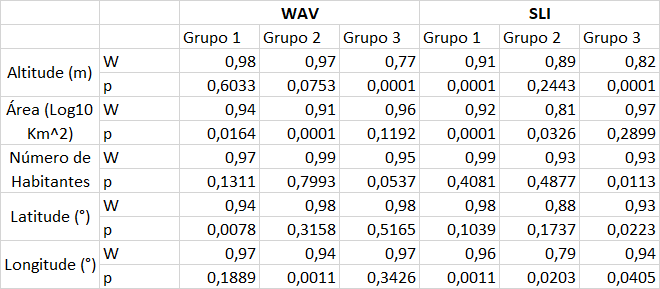 WAV SLI
Grupo 1 Grupo 2 Grupo 3 Grupo 1 Grupo 2 Grupo 3
Altitude (m) W 0,98 0,97 0,77 0,91 0,89 0,82
p 0,6033 0,0753 0,0001 0,0001 0,2443 0,0001
Área (Log10 Km^2) W 0,94 0,91 0,96 0,92 0,81 0,97
p 0,0164 0,0001 0,1192 0,0001 0,0326 0,2899
Número de Habitantes W 0,97 0,99 0,95 0,99 0,93 0,93
p 0,1311 0,7993 0,0537 0,4081 0,4877 0,0113
Latitude (°) W 0,94 0,98 0,98 0,98 0,88 0,93
p 0,0078 0,3158 0,5165 0,1039 0,1737 0,0223
Longitude (°) W 0,97 0,94 0,97 0,96 0,79 0,94
p 0,1889 0,0011 0,3426 0,0011 0,0203 0,0405